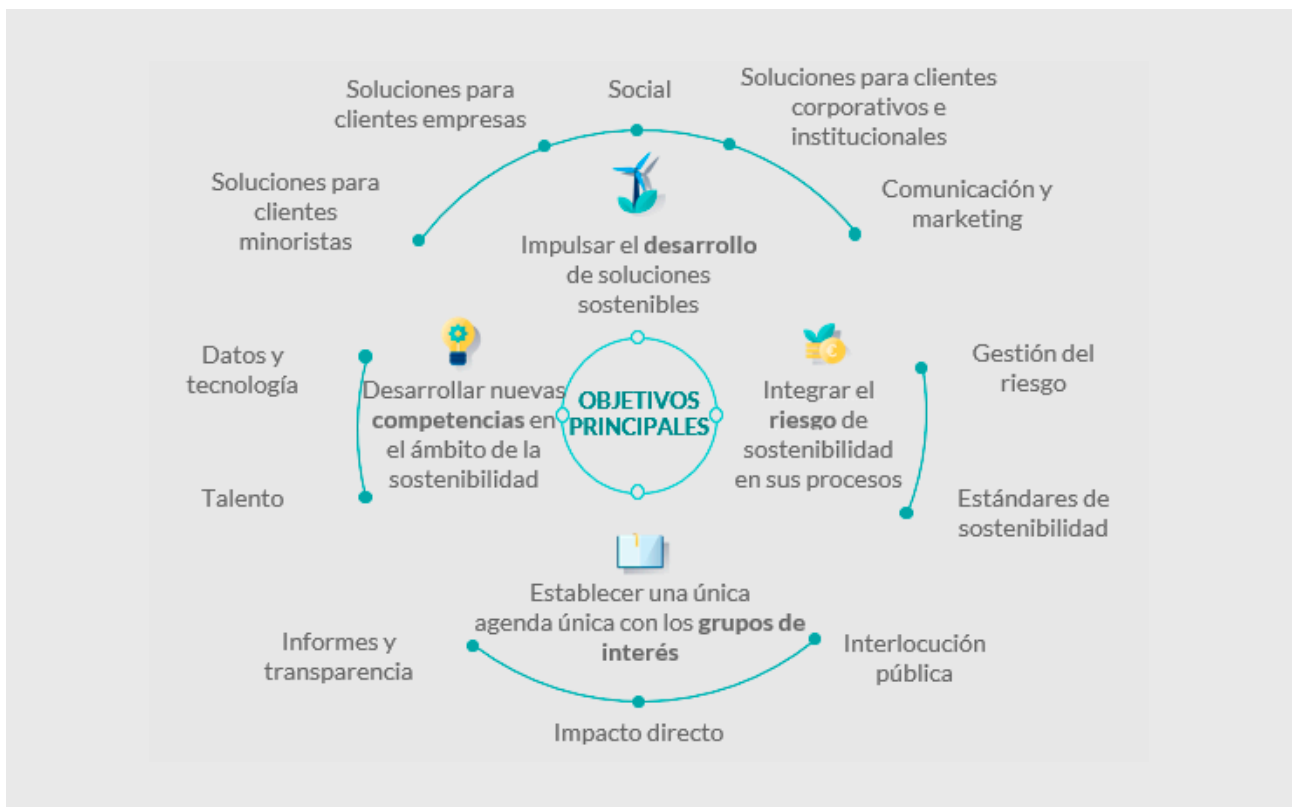 Soluciones para
clientes empresas
Social
Soluciones para clientes
corporativos e
institucionales
Soluciones para
clientes
minoristas
Comunicación y
marketing
Impulsar el desarrollo
de soluciones
sostenibles
Datos y
tecnología
Desarrollar nuevas
competencias en
el ámbito de la
sostenibilidad
OBJETIVOS
PRINCIPALES
Integrar el
riesgo de
sostenibilidad
en sus procesos
Gestión del
riesgo
Talento
Estándares de
sostenibilidad
Establecer una única
agenda única con los grupos de
interés
Informes y
transparencia
Interlocución
pública
Impacto directo